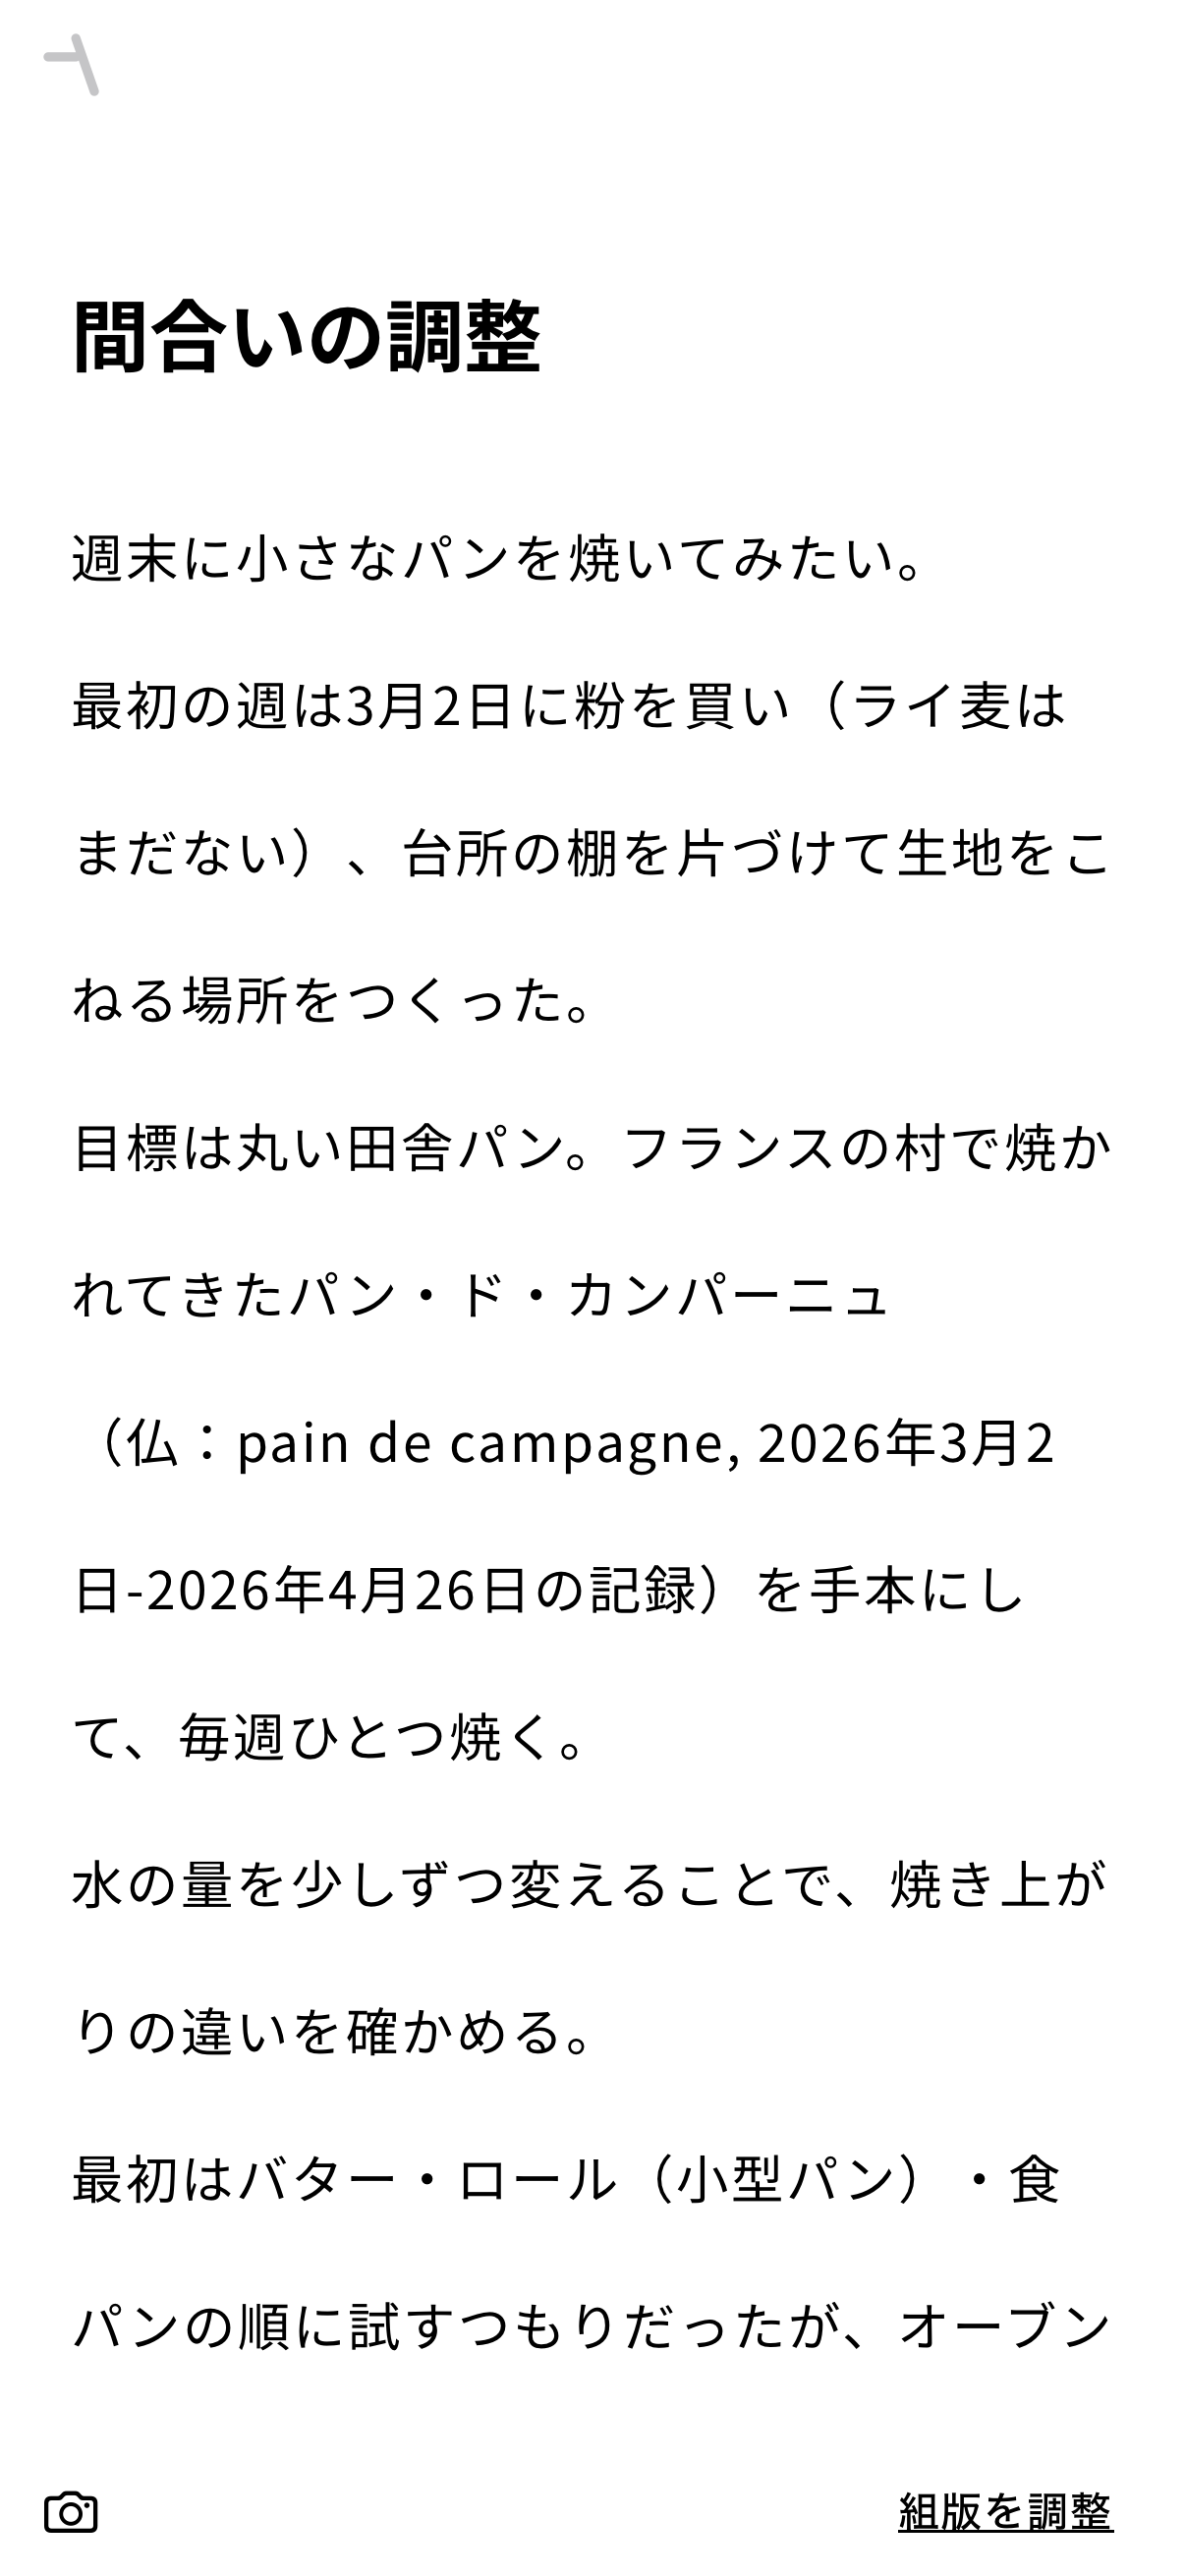 間合いの調整
週末に小さなパンを焼いてみたい。
最初の週は3月2日に粉を買い（ライ麦は
まだない）、台所の棚を片づけて生地をこ
ねる場所をつくった。
目標は丸い田舎パン。フランスの村で焼か
れてきたパン・ド・カンパーニュ
（仏：pain de campagne, 2026年3月2
日-2026年4月26日の記録）を手本にし
て、毎週ひとつ焼く。
水の量を少しずつ変えることで、焼き上が
りの違いを確かめる。
最初はバター・ロール（小型パン）・食
パンの順に試すつもりだったが、オーブン
組版を調整